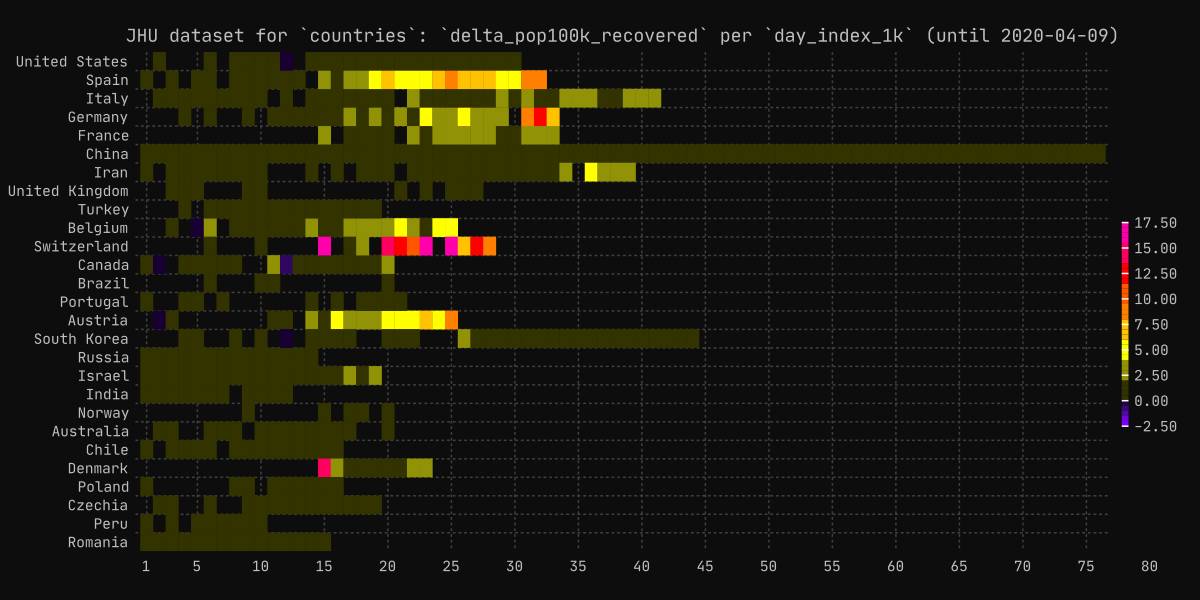 JHU dataset for `countries`: `delta_pop100k_recovered` per `day_index_1k` (until 2020-04-09)
United States
Spain
Italy
Germany
France
China
Iran
United Kingdom
Turkey
Belgium
Switzerland
Canada
Brazil
Portugal
Austria
South Korea
Russia
Israel
India
Norway
Australia
Chile
Denmark
Poland
Czechia
Peru
Romania
1 5 10 15 20 25 30 35 40 45 50 55 60 65 70 75 80
17.50
15.00
12.50
10.00
7.50
5.00
2.50
0.00
−2.50